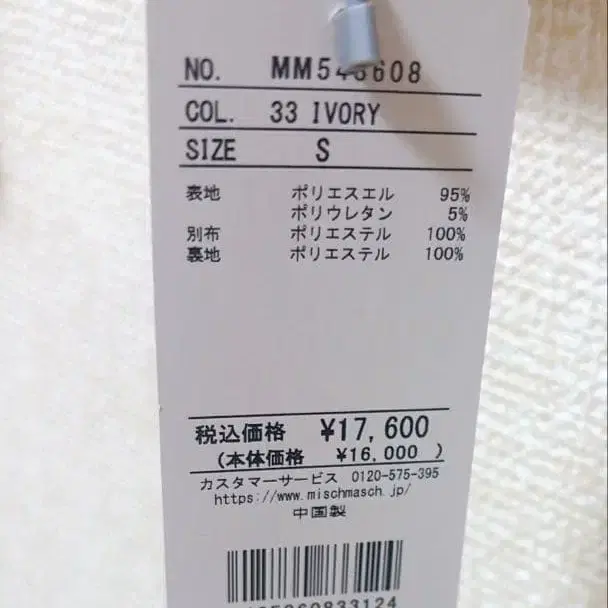 NO. MM546608
COL. 33 IVORY
SIZE S
表地 ポリエスエル 95%
ポリウレタン 5%
別布 ポリエステル 100%
裏地 ポリエステル 100%
税込価格 ¥17,600
(本体価格 ¥16,000 )
カスタマーサービス 0120-575-395
https://www.mischmasch.jp/
中国製